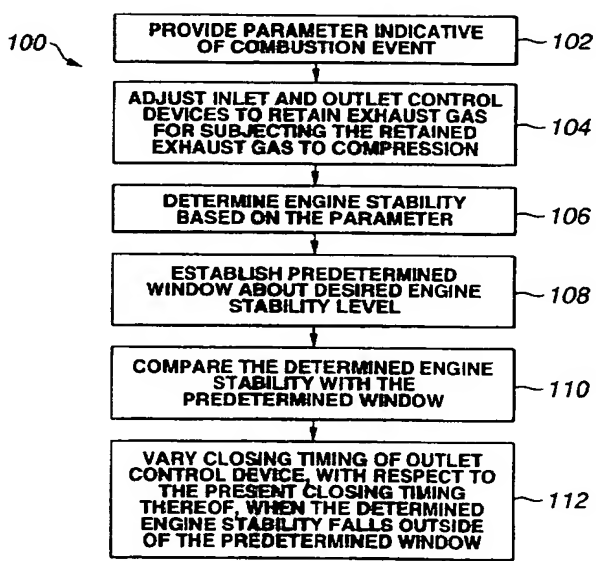 100
PROVIDE PARAMETER INDICATIVE
OF COMBUSTION EVENT
102
ADJUST INLET AND OUTLET CONTROL
DEVICES TO RETAIN EXHAUST GAS
FOR SUBJECTING THE RETAINED
EXHAUST GAS TO COMPRESSION
104
DETERMINE ENGINE STABILITY
BASED ON THE PARAMETER
106
ESTABLISH PREDETERMINED
WINDOW ABOUT DESIRED ENGINE
STABILITY LEVEL
108
COMPARE THE DETERMINED ENGINE
STABILITY WITH THE
PREDETERMINED WINDOW
110
VARY CLOSING TIMING OF OUTLET
CONTROL DEVICE, WITH RESPECT TO
THE PRESENT CLOSING TIMING
THEREOF, WHEN THE DETERMINED
ENGINE STABILITY FALLS OUTSIDE
OF THE PREDETERMINED WINDOW
112